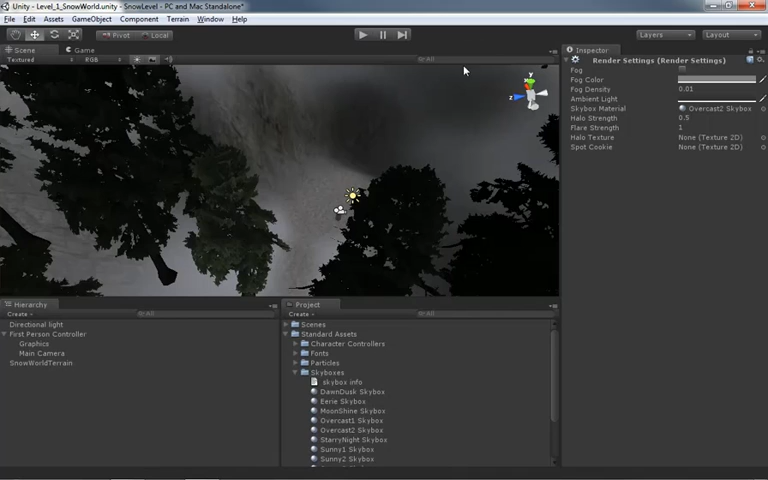 Unity - Level_1_SnowWorld.unity - SnowLevel - PC and Mac Standalone*
File Edit Assets GameObject Component Terrain Window Help
Pivot Local Layers Layout
Scene Game
Textured RGB All
Inspector
Render Settings (Render Settings)
Fog
Fog Color
Fog Density 0.01
Ambient Light
Skybox Material Overcast2 Skybox
Halo Strength 0.5
Flare Strength 1
Halo Texture None (Texture 2D)
Spot Cookie None (Texture 2D)
y
x
z
Hierarchy
Create All
Directional light
First Person Controller
Graphics
Main Camera
SnowWorldTerrain
Project
Create All
Scenes
Standard Assets
Character Controllers
Fonts
Particles
Skyboxes
skybox info
DawnDusk Skybox
Eerie Skybox
MoonShine Skybox
Overcast1 Skybox
Overcast2 Skybox
StarryNight Skybox
Sunny1 Skybox
Sunny2 Skybox